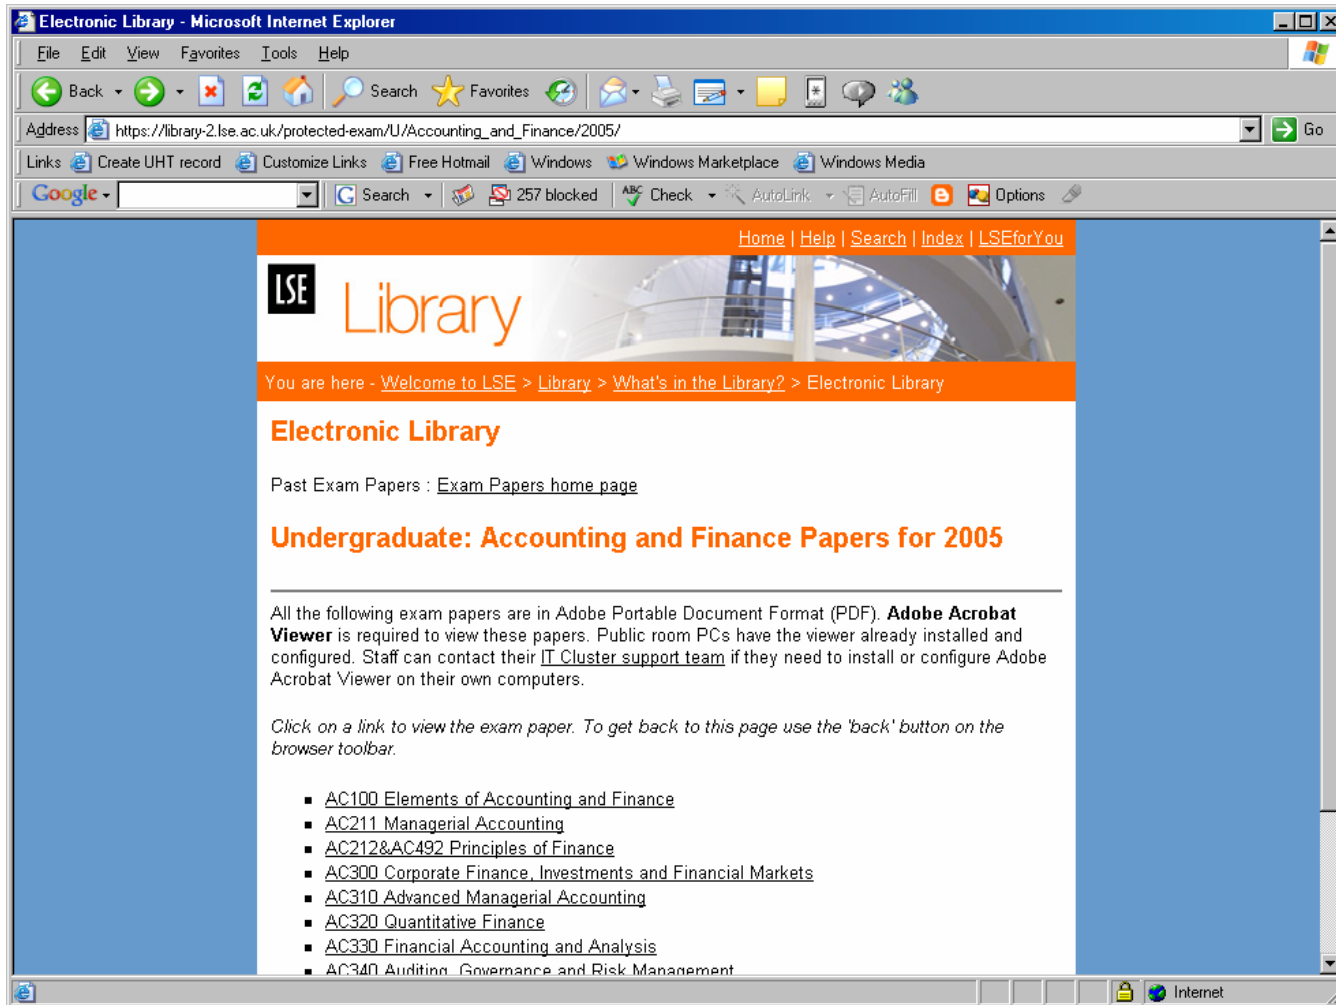 Electronic Library - Microsoft Internet Explorer
File Edit View Favorites Tools Help
Back Search Favorites
Address https://library-2.lse.ac.uk/protected-exam/U/Accounting_and_Finance/2005/ Go
Links Create UHT record Customize Links Free Hotmail Windows Windows Marketplace Windows Media
Google Search 257 blocked ABC Check AutoLink AutoFill Options
Home | Help | Search | Index | LSEforYou
LSE Library
You are here - Welcome to LSE > Library > What's in the Library? > Electronic Library
Electronic Library
Past Exam Papers : Exam Papers home page
Undergraduate: Accounting and Finance Papers for 2005
All the following exam papers are in Adobe Portable Document Format (PDF). Adobe Acrobat
Viewer is required to view these papers. Public room PCs have the viewer already installed and
configured. Staff can contact their IT Cluster support team if they need to install or configure Adobe
Acrobat Viewer on their own computers.
Click on a link to view the exam paper. To get back to this page use the 'back' button on the
browser toolbar.
AC100 Elements of Accounting and Finance
AC211 Managerial Accounting
AC212&AC492 Principles of Finance
AC300 Corporate Finance, Investments and Financial Markets
AC310 Advanced Managerial Accounting
AC320 Quantitative Finance
AC330 Financial Accounting and Analysis
AC340 Auditing, Governance and Risk Management
Internet